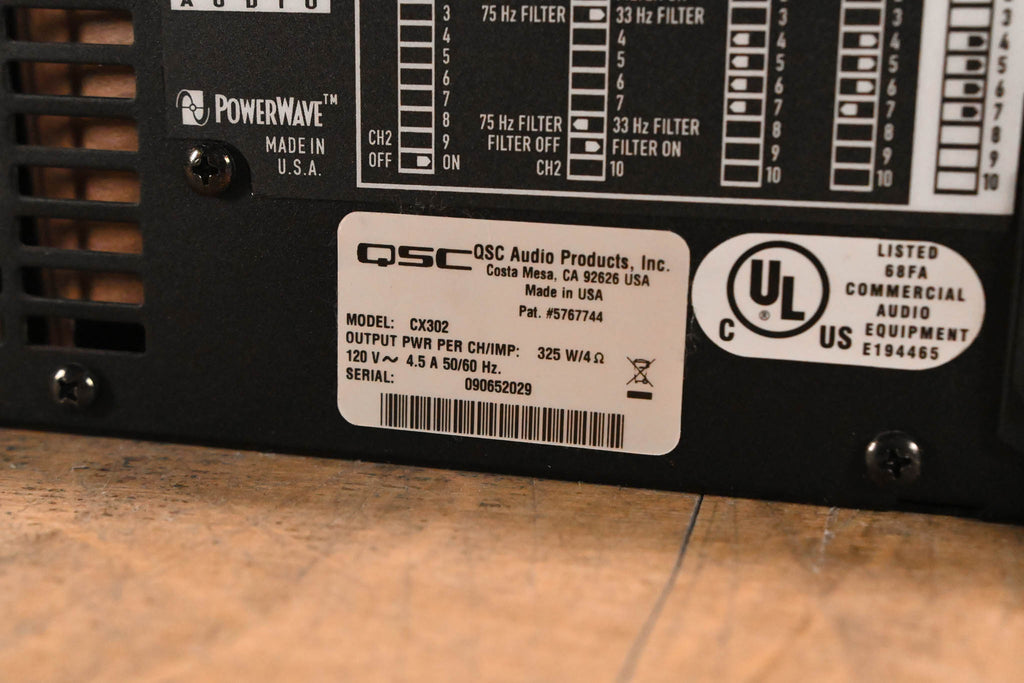 AUDIO
POWERWAVE™
MADE IN
U.S.A.
3
4
5
6
7
8
CH2 9
OFF ON
75 Hz FILTER 33 Hz FILTER
4
5
6
7
75 Hz FILTER 33 Hz FILTER
FILTER OFF FILTER ON
CH2 10
3
4
5
6
7
8
9
10
3
4
5
6
7
8
9
10
3
4
5
6
7
8
9
10
QSC QSC Audio Products, Inc.
Costa Mesa, CA 92626 USA
Made in USA
Pat. #5767744
MODEL: CX302
OUTPUT PWR PER CH/IMP: 325 W/4 Ω
120 V~ 4.5 A 50/60 Hz.
SERIAL: 090652029
C UL ® US
LISTED
68FA
COMMERCIAL
AUDIO
EQUIPMENT
E194465